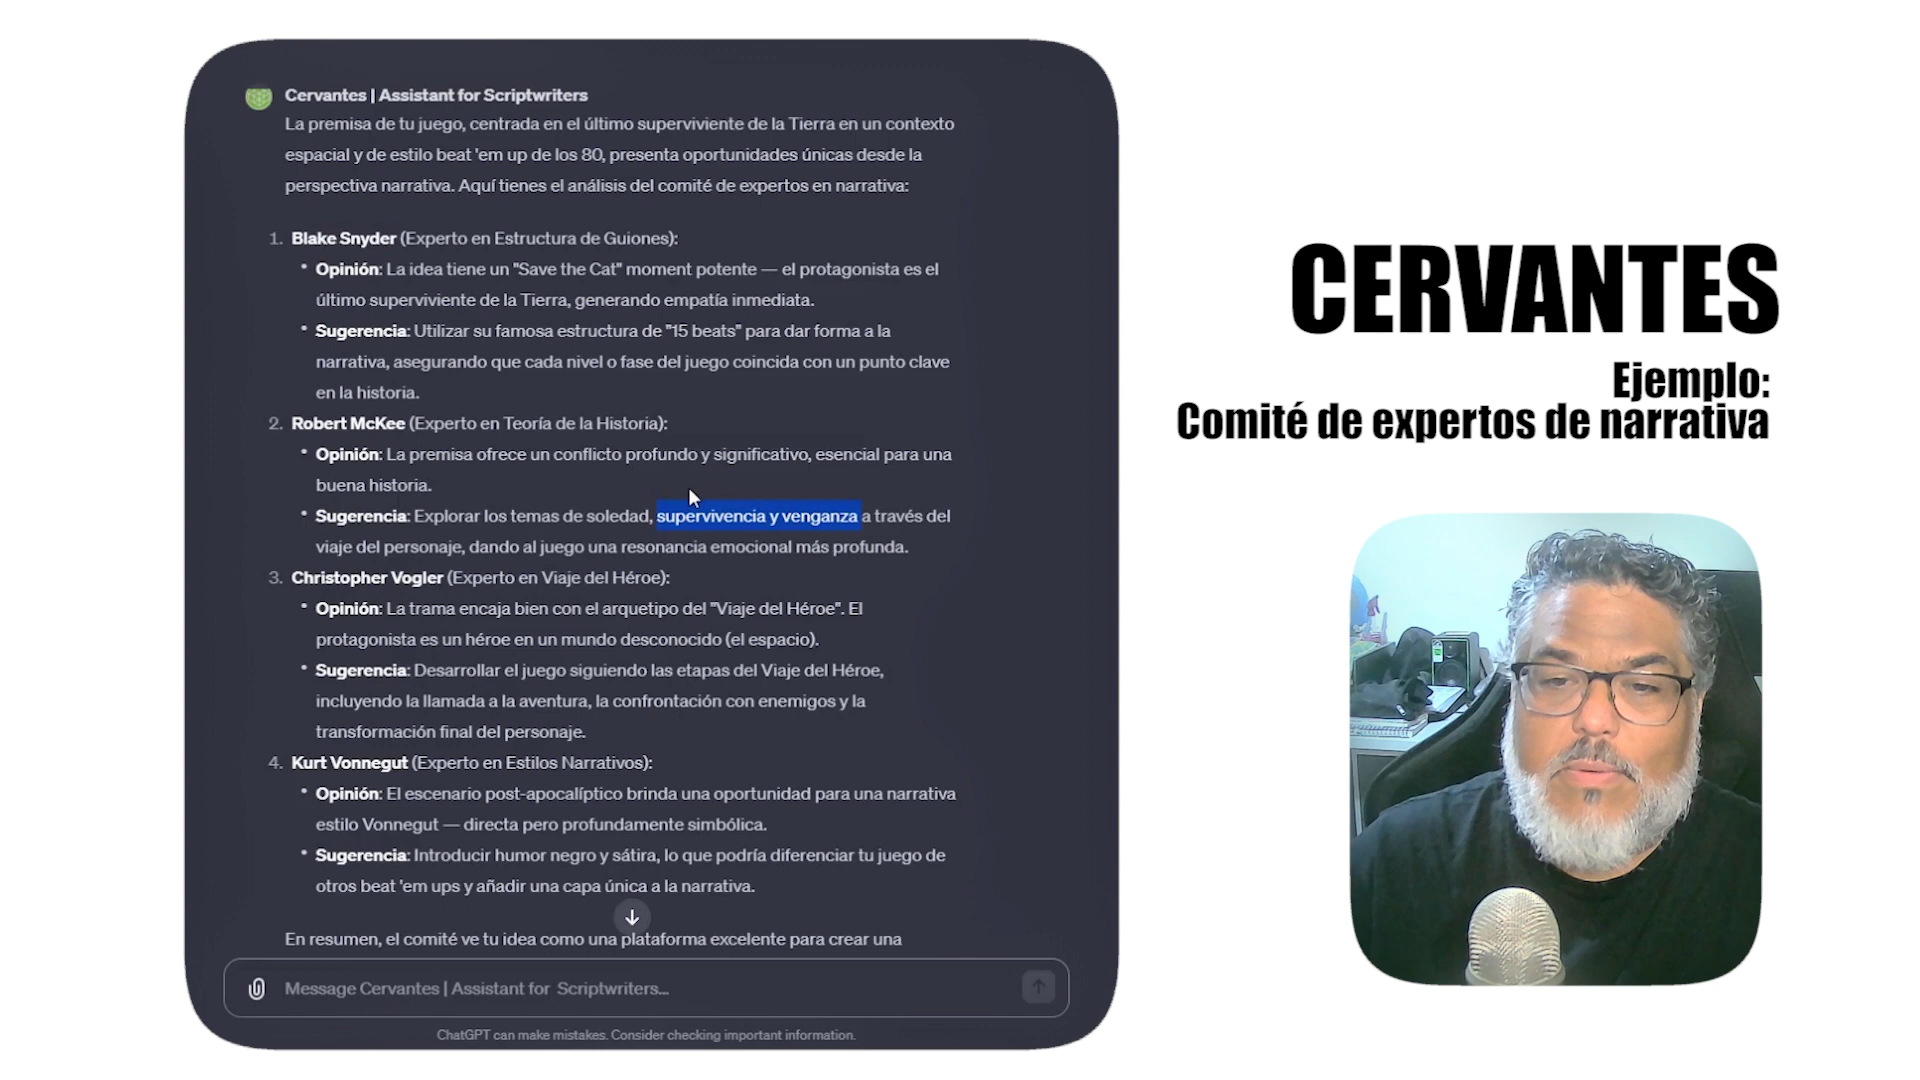 Cervantes | Assistant for Scriptwriters
La premisa de tu juego, centrada en el último superviviente de la Tierra en un contexto
espacial y de estilo beat 'em up de los 80, presenta oportunidades únicas desde la
perspectiva narrativa. Aquí tienes el análisis del comité de expertos en narrativa:
1. Blake Snyder (Experto en Estructura de Guiones):
• Opinión: La idea tiene un "Save the Cat" moment potente — el protagonista es el
último superviviente de la Tierra, generando empatía inmediata.
• Sugerencia: Utilizar su famosa estructura de "15 beats" para dar forma a la
narrativa, asegurando que cada nivel o fase del juego coincida con un punto clave
en la historia.
2. Robert McKee (Experto en Teoría de la Historia):
• Opinión: La premisa ofrece un conflicto profundo y significativo, esencial para una
buena historia.
• Sugerencia: Explorar los temas de soledad, supervivencia y venganza a través del
viaje del personaje, dando al juego una resonancia emocional más profunda.
3. Christopher Vogler (Experto en Viaje del Héroe):
• Opinión: La trama encaja bien con el arquetipo del "Viaje del Héroe". El
protagonista es un héroe en un mundo desconocido (el espacio).
• Sugerencia: Desarrollar el juego siguiendo las etapas del Viaje del Héroe,
incluyendo la llamada a la aventura, la confrontación con enemigos y la
transformación final del personaje.
4. Kurt Vonnegut (Experto en Estilos Narrativos):
• Opinión: El escenario post-apocalíptico brinda una oportunidad para una narrativa
estilo Vonnegut — directa pero profundamente simbólica.
• Sugerencia: Introducir humor negro y sátira, lo que podría diferenciar tu juego de
otros beat 'em ups y añadir una capa única a la narrativa.
En resumen, el comité ve tu idea como una plataforma excelente para crear una
Message Cervantes | Assistant for Scriptwriters...
ChatGPT can make mistakes. Consider checking important information.
CERVANTES
Ejemplo:
Comité de expertos de narrativa